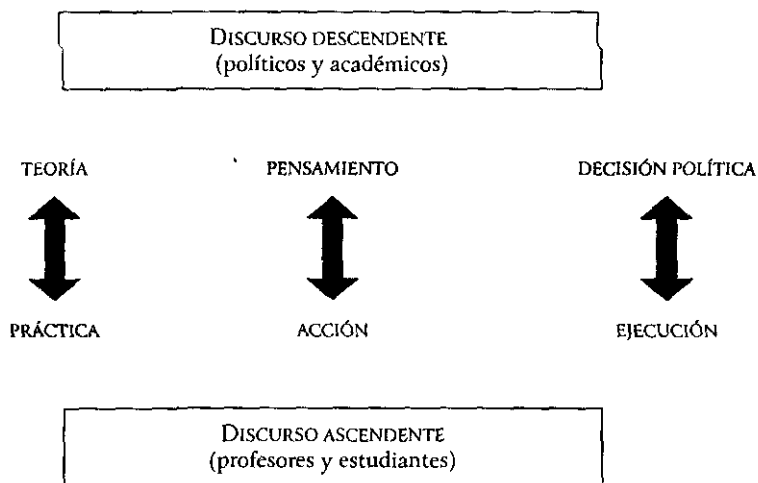 DISCURSO DESCENDENTE
(políticos y académicos)
TEORÍA PENSAMIENTO DECISIÓN POLÍTICA
PRÁCTICA ACCIÓN EJECUCIÓN
DISCURSO ASCENDENTE
(profesores y estudiantes)